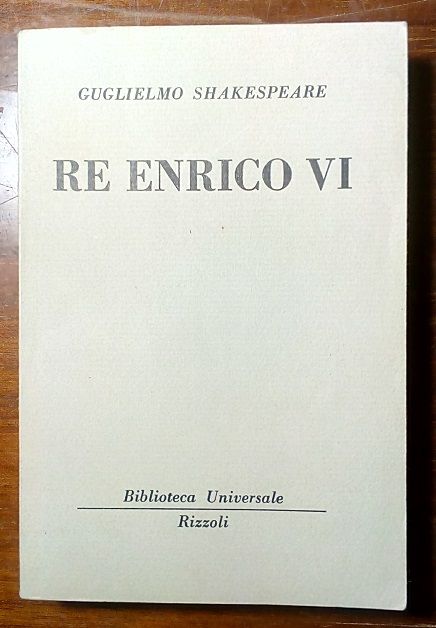 GUGLIELMO SHAKESPEARE
RE ENRICO VI
Biblioteca Universale
Rizzoli